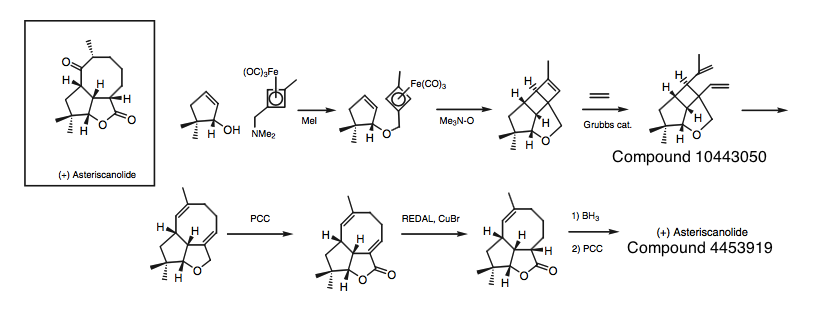 O
H
H
H
O
O
H
(+) Asteriscanolide
(OC)₃Fe
H
OH
NMe₂
MeI
Fe(CO)₃
H
O
Me₃N-O
H
H
H
H
O
Grubbs cat.
H
H
H
H
O
Compound 10443050
H
H
H
O
PCC
H
H
H
O
O
REDAL, CuBr
H
H
H
H
O
O
1) BH₃
2) PCC
(+) Asteriscanolide
Compound 4453919